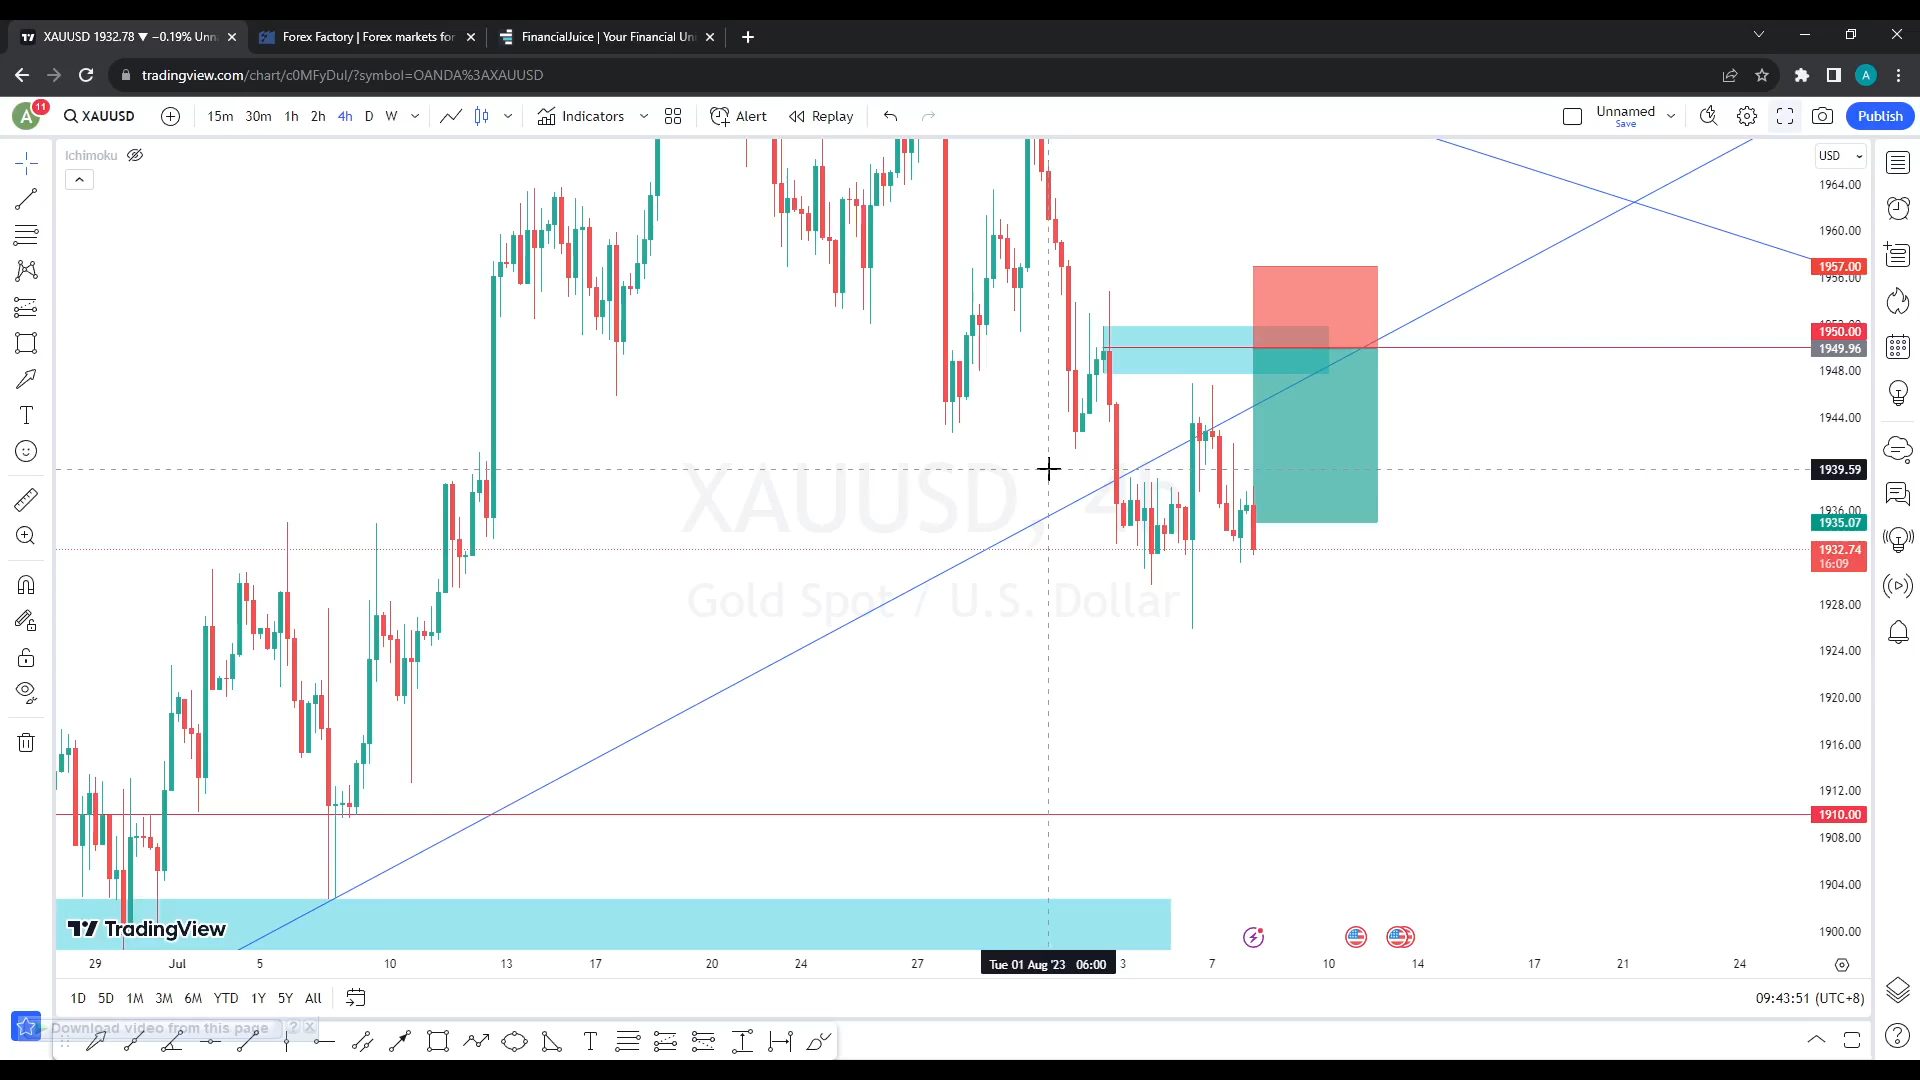 XAUUSD 1932.78 ▼ −0.19% Unn
Forex Factory | Forex markets for
FinancialJuice | Your Financial Un
tradingview.com/chart/c0MFyDul/?symbol=OANDA%3AXAUUSD
A
A
11
XAUUSD
15m 30m 1h 2h 4h D W
Indicators
Alert
Replay
Unnamed
Save
Publish
Ichimoku
USD
1964.00
1960.00
1957.00
1956.00
1950.00
1949.96
1948.00
1944.00
1939.59
1936.00
1935.07
1932.74
16:09
1928.00
1924.00
1920.00
1916.00
1912.00
1910.00
1908.00
1904.00
1900.00
XAUUSD, 4h
Gold Spot / U.S. Dollar
TradingView
29 Jul 5 10 13 17 20 24 27 Tue 01 Aug '23 06:00 3 7 10 14 17 21 24
1D 5D 1M 3M 6M YTD 1Y 5Y All
09:43:51 (UTC+8)
Download video from this page ? X